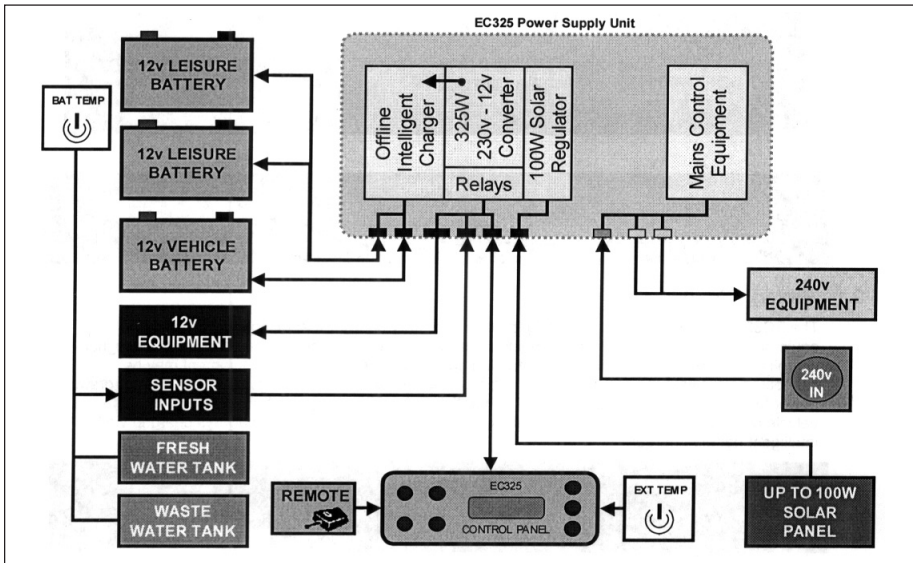 EC325 Power Supply Unit
12v LEISURE
BATTERY
BAT TEMP
12v LEISURE
BATTERY
12v VEHICLE
BATTERY
12v
EQUIPMENT
SENSOR
INPUTS
FRESH
WATER TANK
WASTE
WATER TANK
Offline
Intelligent
Charger
325W
230v - 12v
Converter
Relays
100W Solar
Regulator
Mains Control
Equipment
240v
EQUIPMENT
240v
IN
REMOTE
EC325
CONTROL PANEL
EXT TEMP
UP TO 100W
SOLAR
PANEL